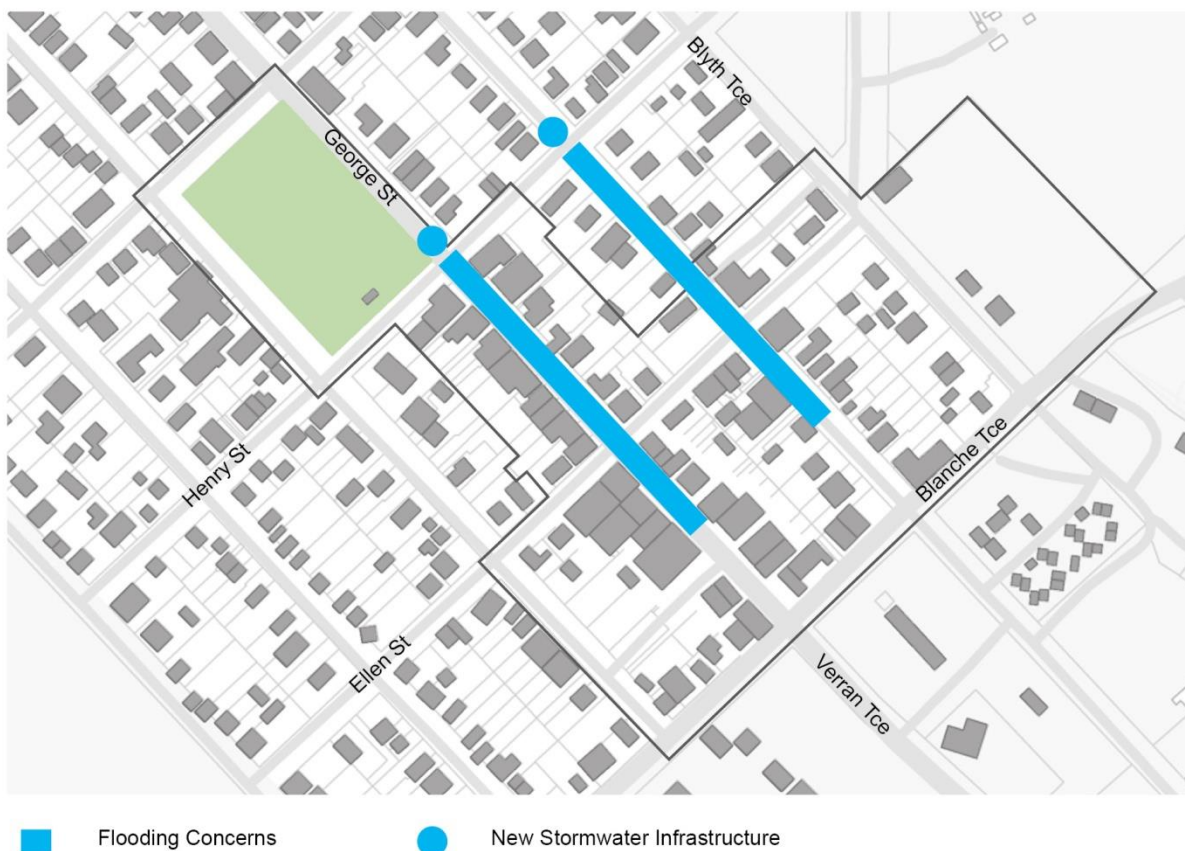 Blyth Tce
George St
Henry St
Blanche Tce
Ellen St
Verran Tce
Flooding Concerns
New Stormwater Infrastructure